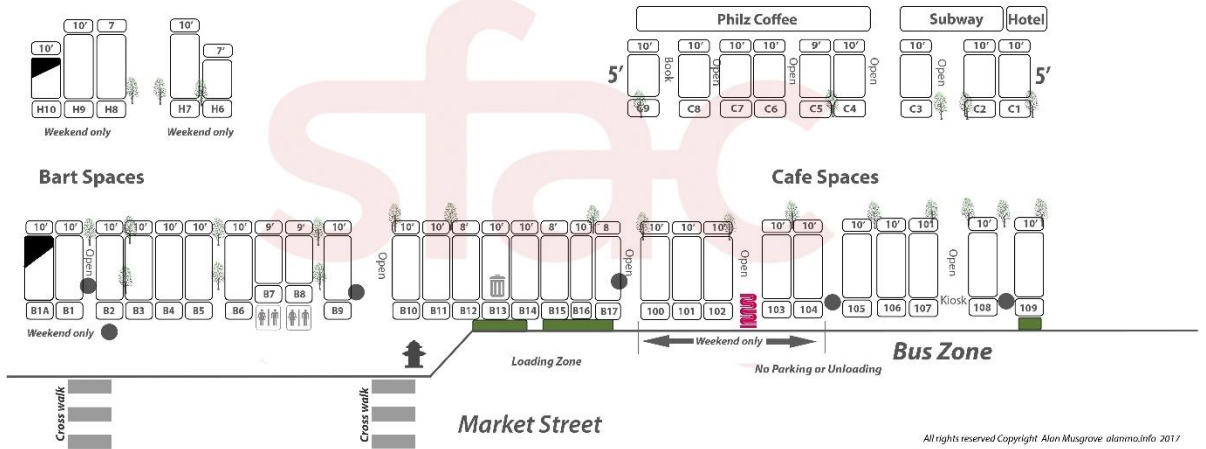 Philz Coffee
Subway
Hotel
10' 7
10'
10'
7'
10' 10' 10' 10' 9' 10'
10' 10' 10'
5'
Book
Open
Open
Open
Open
5'
H10 H9 H8
H7 H6
C9 C8 C7 C6 C5 C4
C3 C2 C1
Weekend only
Weekend only
sfac
Bart Spaces
Cafe Spaces
10' 10' 10' 10' 10' 10' 10' 9' 9' 10'
10' 10' 8' 10' 10' 8' 10 8
10' 10' 10'
10' 10'
10' 10' 101
10' 10'
Open
Open
Open
Open
Open
B7 B8
Kiosk
B1A B1 B2 B3 B4 B5 B6 B9
B10 B11 B12 B13 B14 B15 B16 B17
100 101 102 103 104 105 106 107 108 109
Weekend only
Weekend only
Bus Zone
Loading Zone
No Parking or Unloading
Cross walk
Cross walk
Market Street
All rights reserved Copyright Alan Musgrove alanmo.info 2017